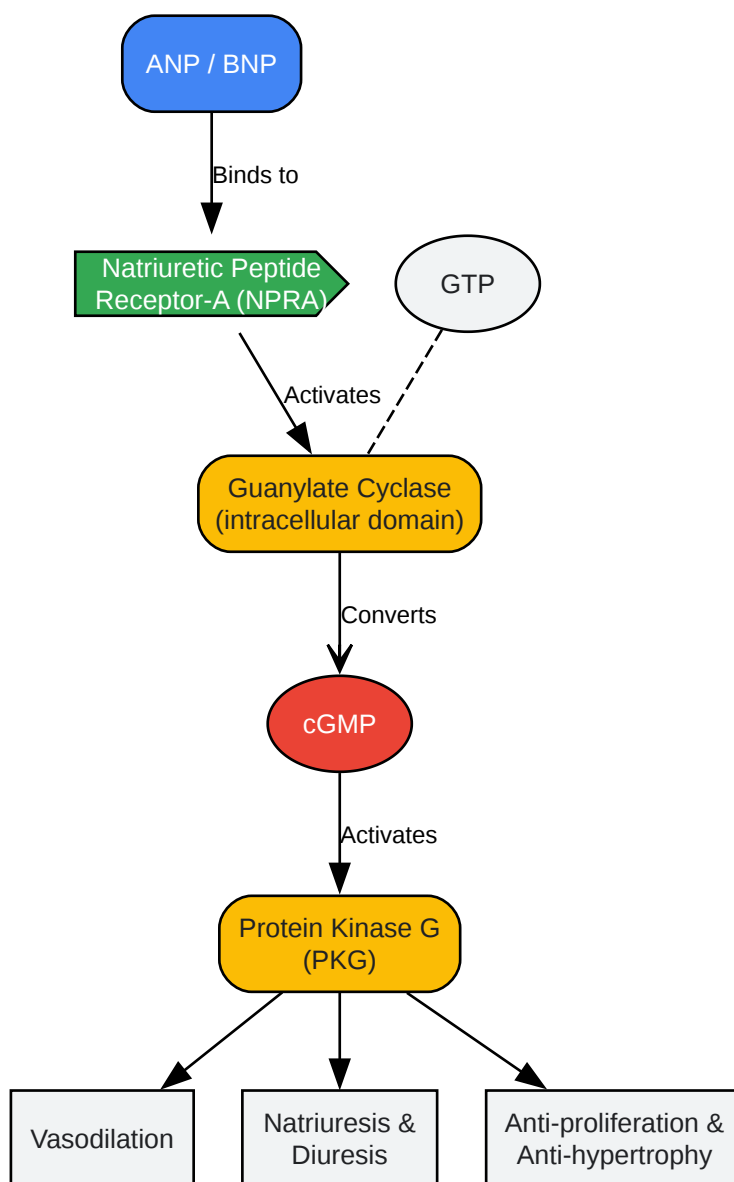 ANP / BNP
Binds to
Natriuretic Peptide
Receptor-A (NPRA)
GTP
Activates
Guanylate Cyclase
(intracellular domain)
Converts
cGMP
Activates
Protein Kinase G
(PKG)
Vasodilation
Natriuresis &
Diuresis
Anti-proliferation &
Anti-hypertrophy